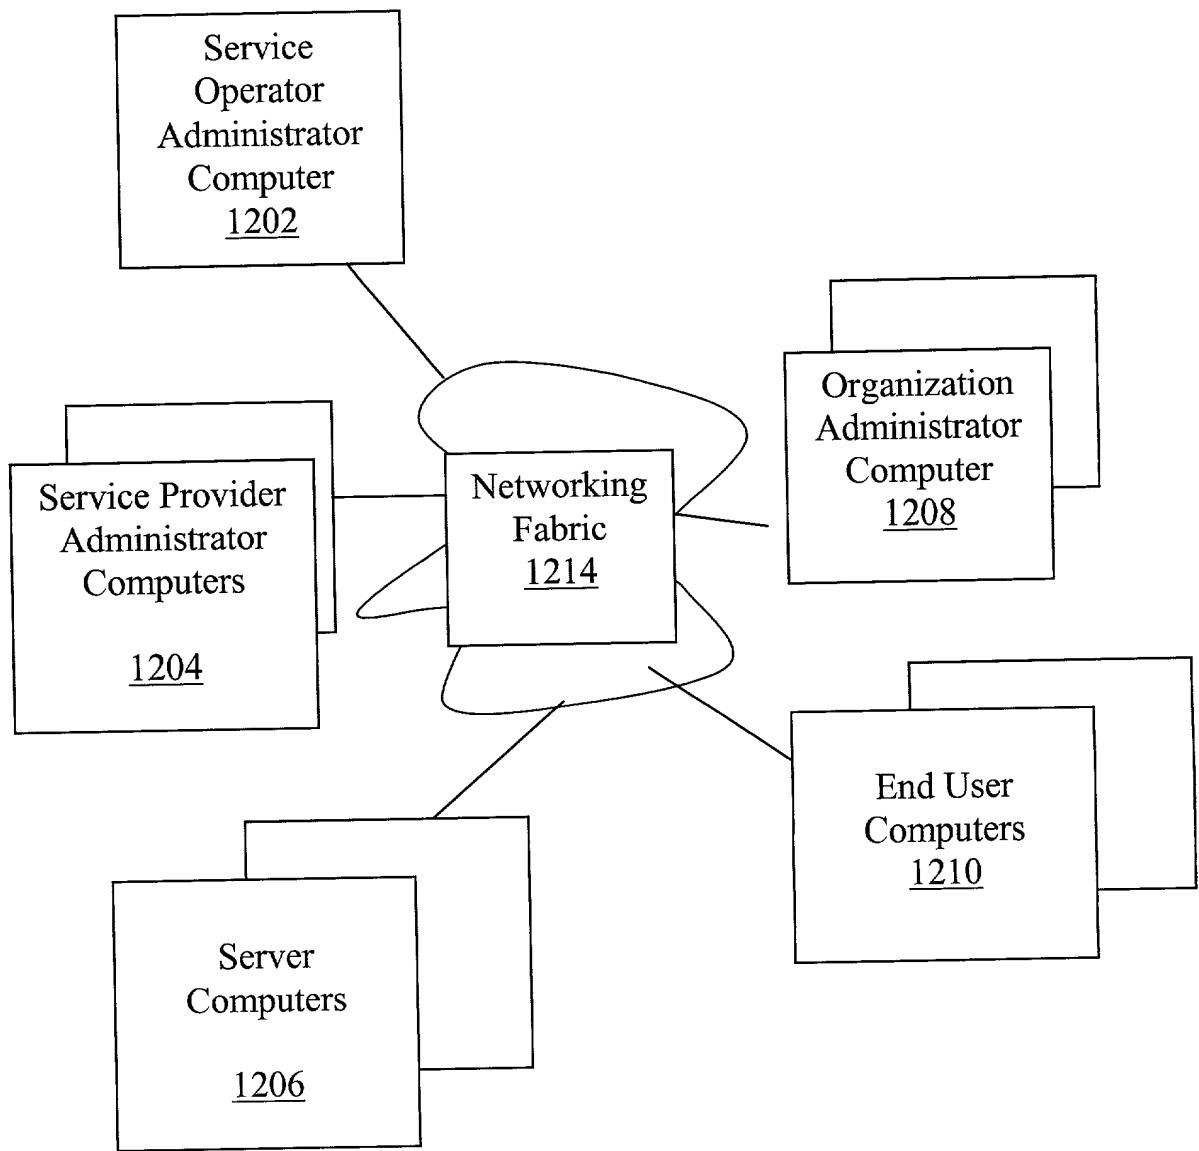 Service
Operator
Administrator
Computer
1202
Organization
Administrator
Computer
1208
Service Provider
Administrator
Computers
1204
Networking
Fabric
1214
End User
Computers
1210
Server
Computers
1206